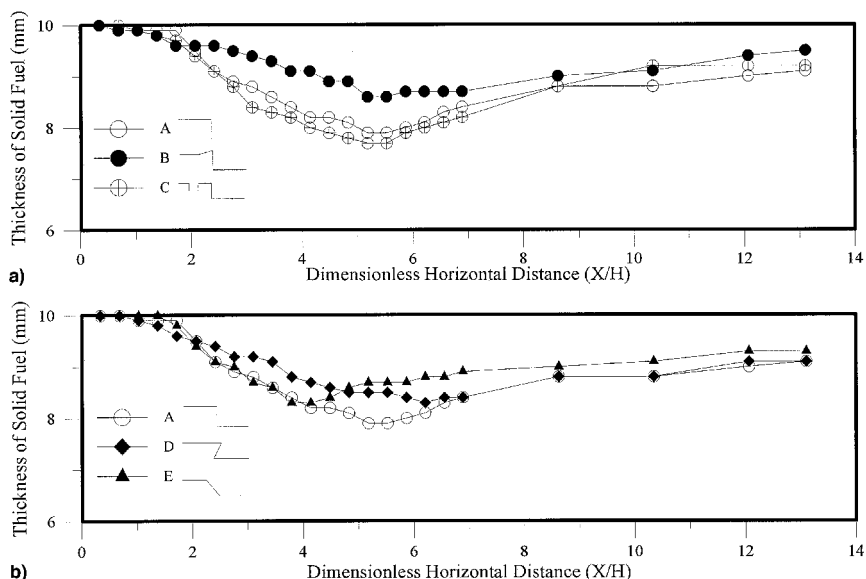 a)
Thickness of Solid Fuel (mm)
10
8
6
A
B
C
0 2 4 6 8 10 12 14
Dimensionless Horizontal Distance (X/H)
b)
Thickness of Solid Fuel (mm)
10
8
6
A
D
E
0 2 4 6 8 10 12 14
Dimensionless Horizontal Distance (X/H)